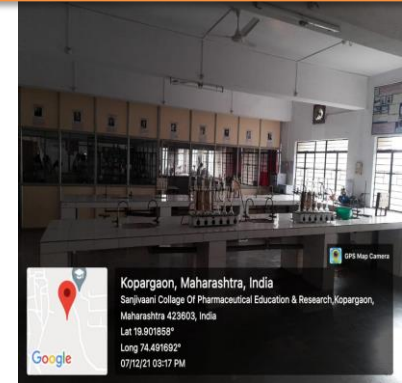 GPS Map Camera
Kopargaon, Maharashtra, India
Sanjivaani Collage Of Pharmaceutical Education & Research,Kopargaon,
Maharashtra 423603, India
Lat 19.901858°
Long 74.491692°
07/12/21 03:17 PM
Google